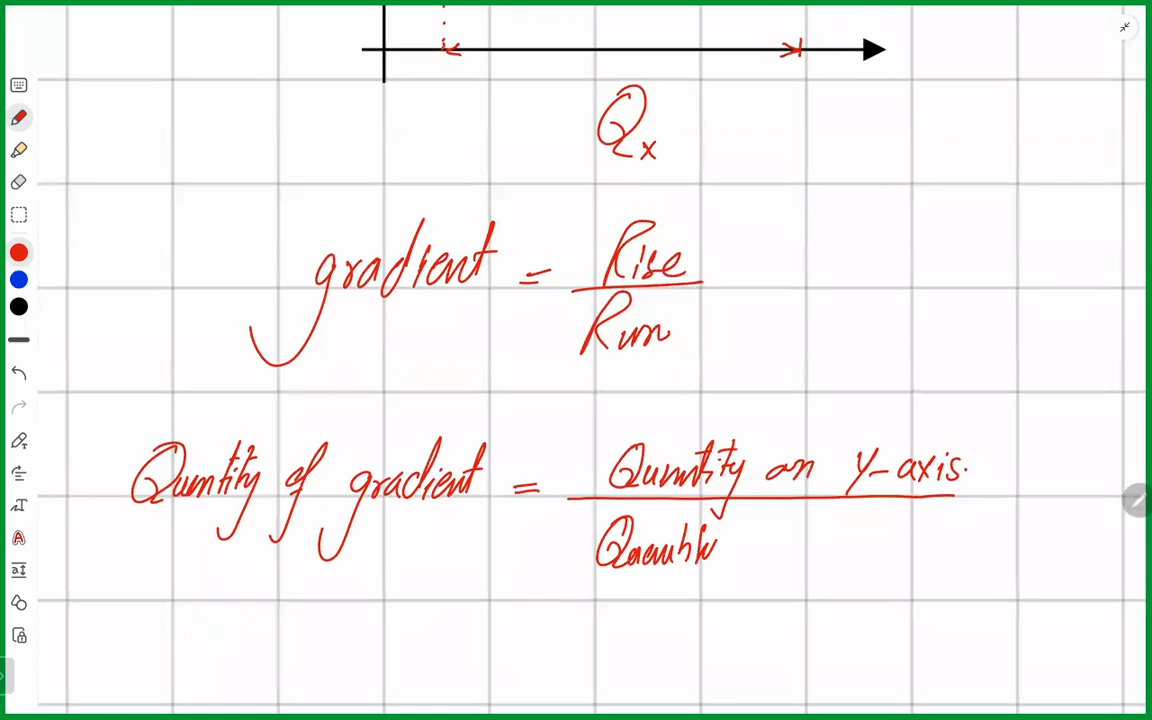 Qx
gradient = Rise
Run
Quantity of gradient = Quantity on y-axis.